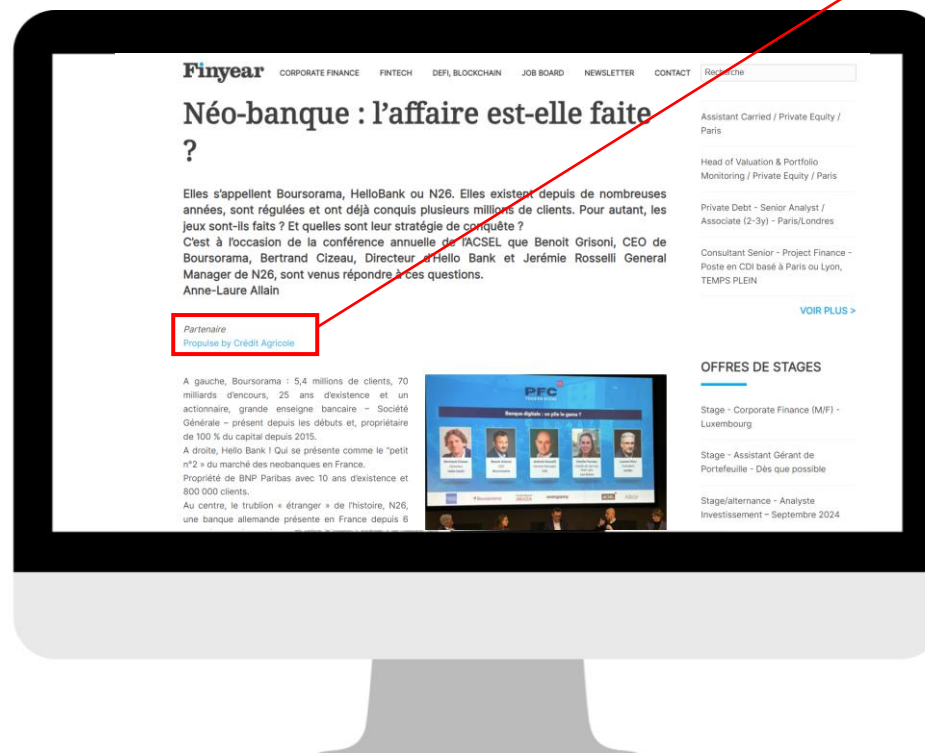 Finyear
CORPORATE FINANCE FINTECH DEFI, BLOCKCHAIN JOB BOARD NEWSLETTER CONTACT Recherche
Néo-banque : l'affaire est-elle faite
?
Elles s'appellent Boursorama, HelloBank ou N26. Elles existent depuis de nombreuses
années, sont régulées et ont déjà conquis plusieurs millions de clients. Pour autant, les
jeux sont-ils faits ? Et quelles sont leur stratégie de conquête ?
C'est à l'occasion de la conférence annuelle de l'ACSEL que Benoit Grisoni, CEO de
Boursorama, Bertrand Cizeau, Directeur d'Hello Bank et Jerémie Rosselli General
Manager de N26, sont venus répondre à ces questions.
Anne-Laure Allain
Partenaire
Propulse by Crédit Agricole
A gauche, Boursorama : 5,4 millions de clients, 70
milliards d'encours, 25 ans d'existence et un
actionnaire, grande enseigne bancaire – Société
Générale – présent depuis les débuts et, propriétaire
de 100 % du capital depuis 2015.
A droite, Hello Bank ! Qui se présente comme le "petit
n°2 » du marché des neobanques en France.
Propriété de BNP Paribas avec 10 ans d'existence et
800 000 clients.
Au centre, le trublion « étranger » de l'histoire, N26,
une banque allemande présente en France depuis 6
PFC
Banque digitale : on plie le game ?
Assistant Carried / Private Equity /
Paris
Head of Valuation & Portfolio
Monitoring / Private Equity / Paris
Private Debt - Senior Analyst /
Associate (2-3y) - Paris/Londres
Consultant Senior - Project Finance -
Poste en CDI basé à Paris ou Lyon,
TEMPS PLEIN
VOIR PLUS >
OFFRES DE STAGES
Stage - Corporate Finance (M/F) -
Luxembourg
Stage - Assistant Gérant de
Portefeuille - Dès que possible
Stage/alternance - Analyste
Investissement – Septembre 2024